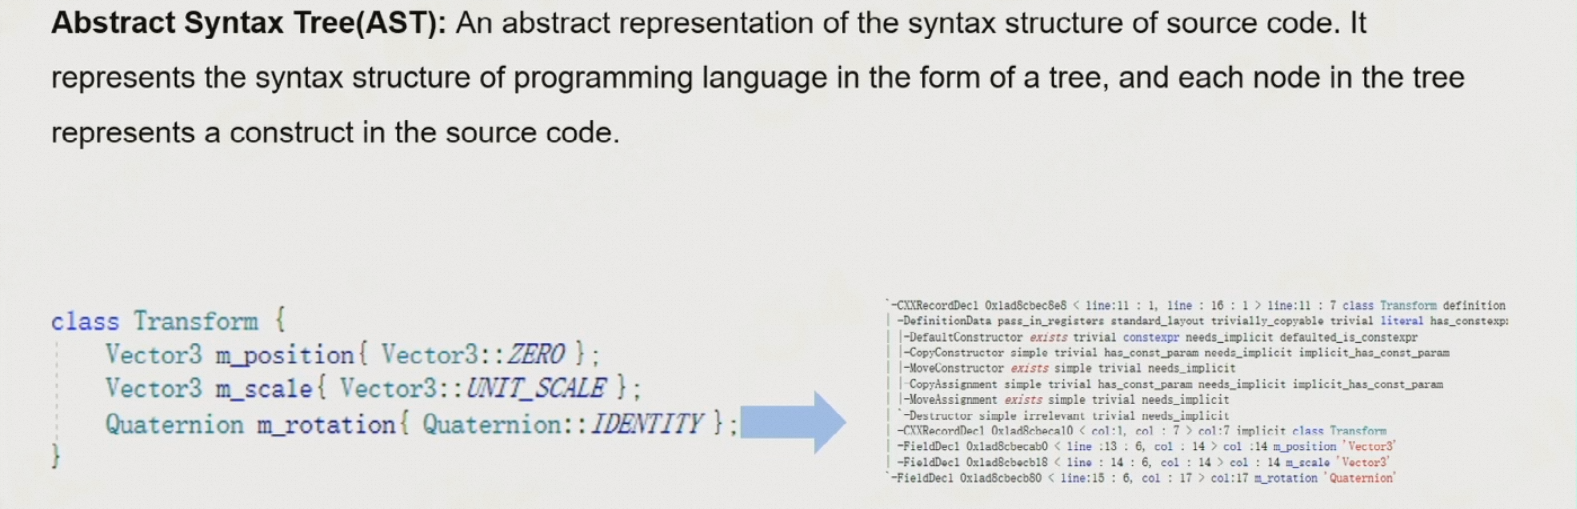 Abstract Syntax Tree(AST): An abstract representation of the syntax structure of source code. It
represents the syntax structure of programming language in the form of a tree, and each node in the tree
represents a construct in the source code.
class Transform {
Vector3 m_position{ Vector3::ZERO };
Vector3 m_scale{ Vector3::UNIT_SCALE };
Quaternion m_rotation{ Quaternion::IDENTITY };
}
`-CXXRecordDecl 0x1ad8cbec8e8 < line:11 : 1, line : 16 : 1 > line:11 : 7 class Transform definition
| -DefinitionData pass_in_registers standard_layout trivially_copyable trivial literal has_constexp:
| |-DefaultConstructor exists trivial constexpr needs_implicit defaulted_is_constexpr
| |-CopyConstructor simple trivial has_const_param needs_implicit implicit_has_const_param
| |-MoveConstructor exists simple trivial needs_implicit
| |-CopyAssignment simple trivial has_const_param needs_implicit implicit_has_const_param
| |-MoveAssignment exists simple trivial needs_implicit
| `-Destructor simple irrelevant trivial needs_implicit
| -CXXRecordDecl 0x1ad8cbeca10 < col:1, col : 7 > col:7 implicit class Transform
| -FieldDecl 0x1ad8cbecab0 < line :13 : 6, col : 14 > col :14 m_position 'Vector3'
| -FieldDecl 0x1ad8cbecb18 < line : 14 : 6, col : 14 > col : 14 m_scale 'Vector3'
`-FieldDecl 0x1ad8cbecb80 < line:15 : 6, col : 17 > col:17 m_rotation 'Quaternion'